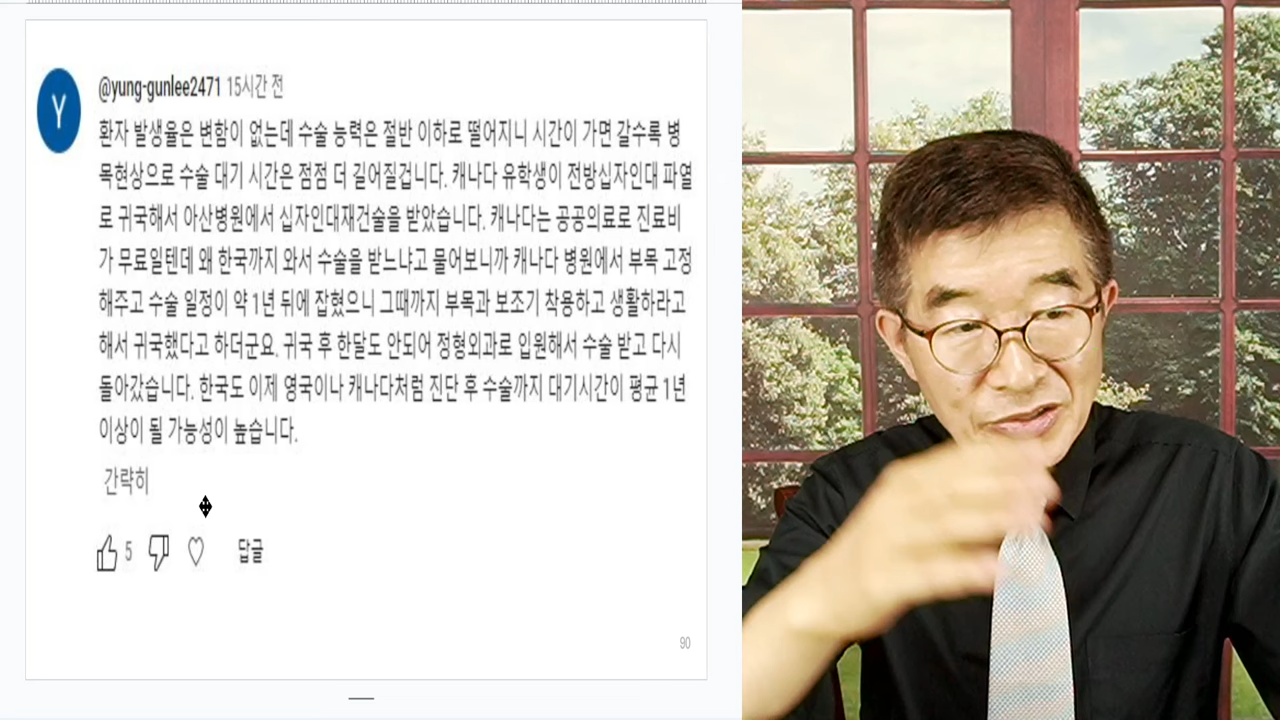 Y
@yung-gunlee2471 15시간 전
환자 발생율은 변함이 없는데 수술 능력은 절반 이하로 떨어지니 시간이 가면 갈수록 병
목현상으로 수술 대기 시간은 점점 더 길어질겁니다. 캐나다 유학생이 전방십자인대 파열
로 귀국해서 아산병원에서 십자인대재건술을 받았습니다. 캐나다는 공공의료로 진료비
가 무료일텐데 왜 한국까지 와서 수술을 받느냐고 물어보니까 캐나다 병원에서 부목 고정
해주고 수술 일정이 약 1년 뒤에 잡혔으니 그때까지 부목과 보조기 착용하고 생활하라고
해서 귀국했다고 하더군요. 귀국 후 한달도 안되어 정형외과로 입원해서 수술 받고 다시
돌아갔습니다. 한국도 이제 영국이나 캐나다처럼 진단 후 수술까지 대기시간이 평균 1년
이상이 될 가능성이 높습니다.
간략히
5 답글
90